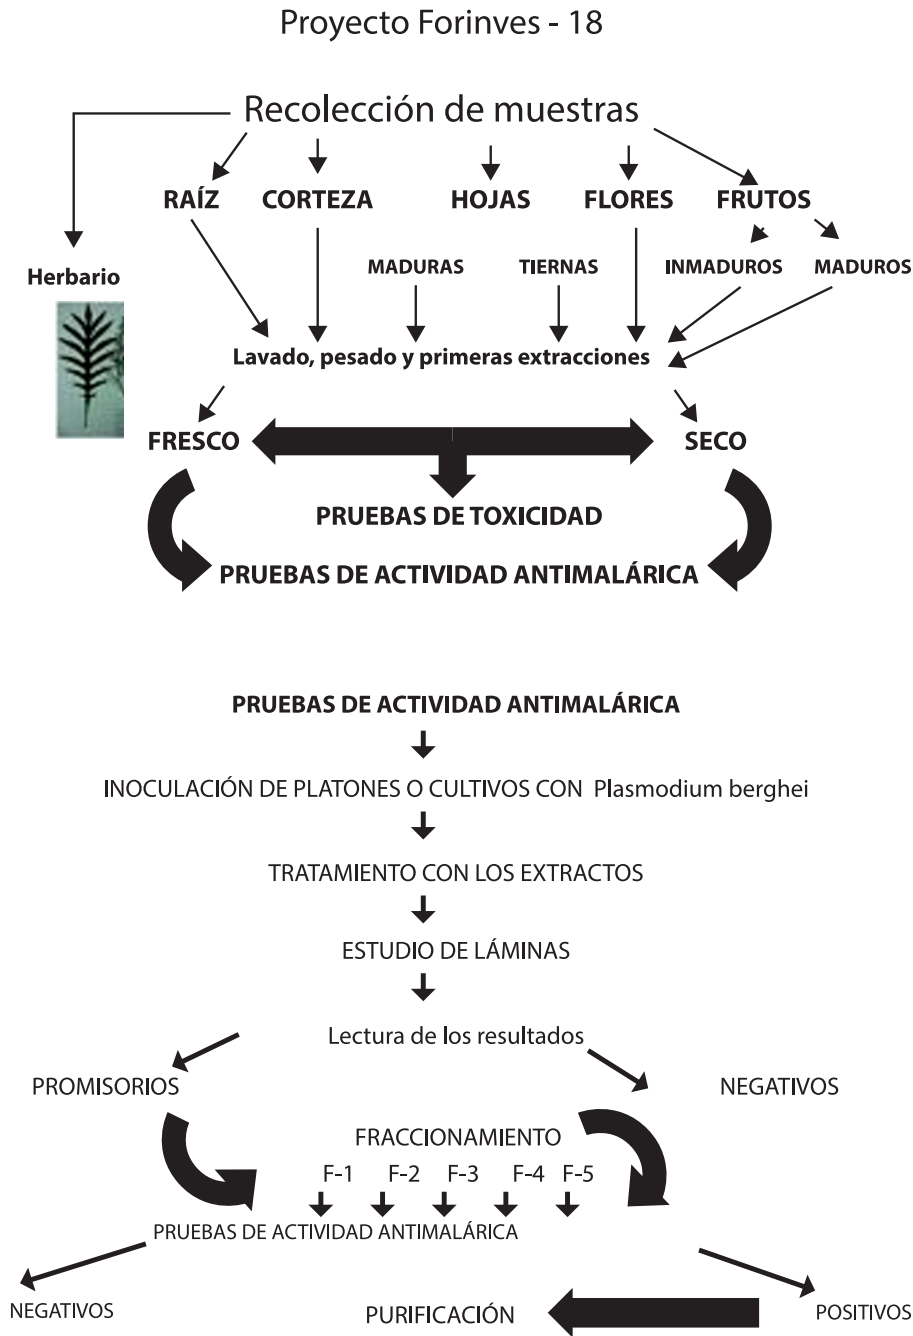 Proyecto Forinves - 18
Recolección de muestras
RAÍZ CORTEZA HOJAS FLORES FRUTOS
MADURAS TIERNAS INMADUROS MADUROS
Herbario
Lavado, pesado y primeras extracciones
FRESCO SECO
PRUEBAS DE TOXICIDAD
PRUEBAS DE ACTIVIDAD ANTIMALÁRICA
PRUEBAS DE ACTIVIDAD ANTIMALÁRICA
INOCULACIÓN DE PLATONES O CULTIVOS CON Plasmodium berghei
TRATAMIENTO CON LOS EXTRACTOS
ESTUDIO DE LÁMINAS
Lectura de los resultados
PROMISORIOS NEGATIVOS
FRACCIONAMIENTO
F-1 F-2 F-3 F-4 F-5
PRUEBAS DE ACTIVIDAD ANTIMALÁRICA
NEGATIVOS PURIFICACIÓN POSITIVOS